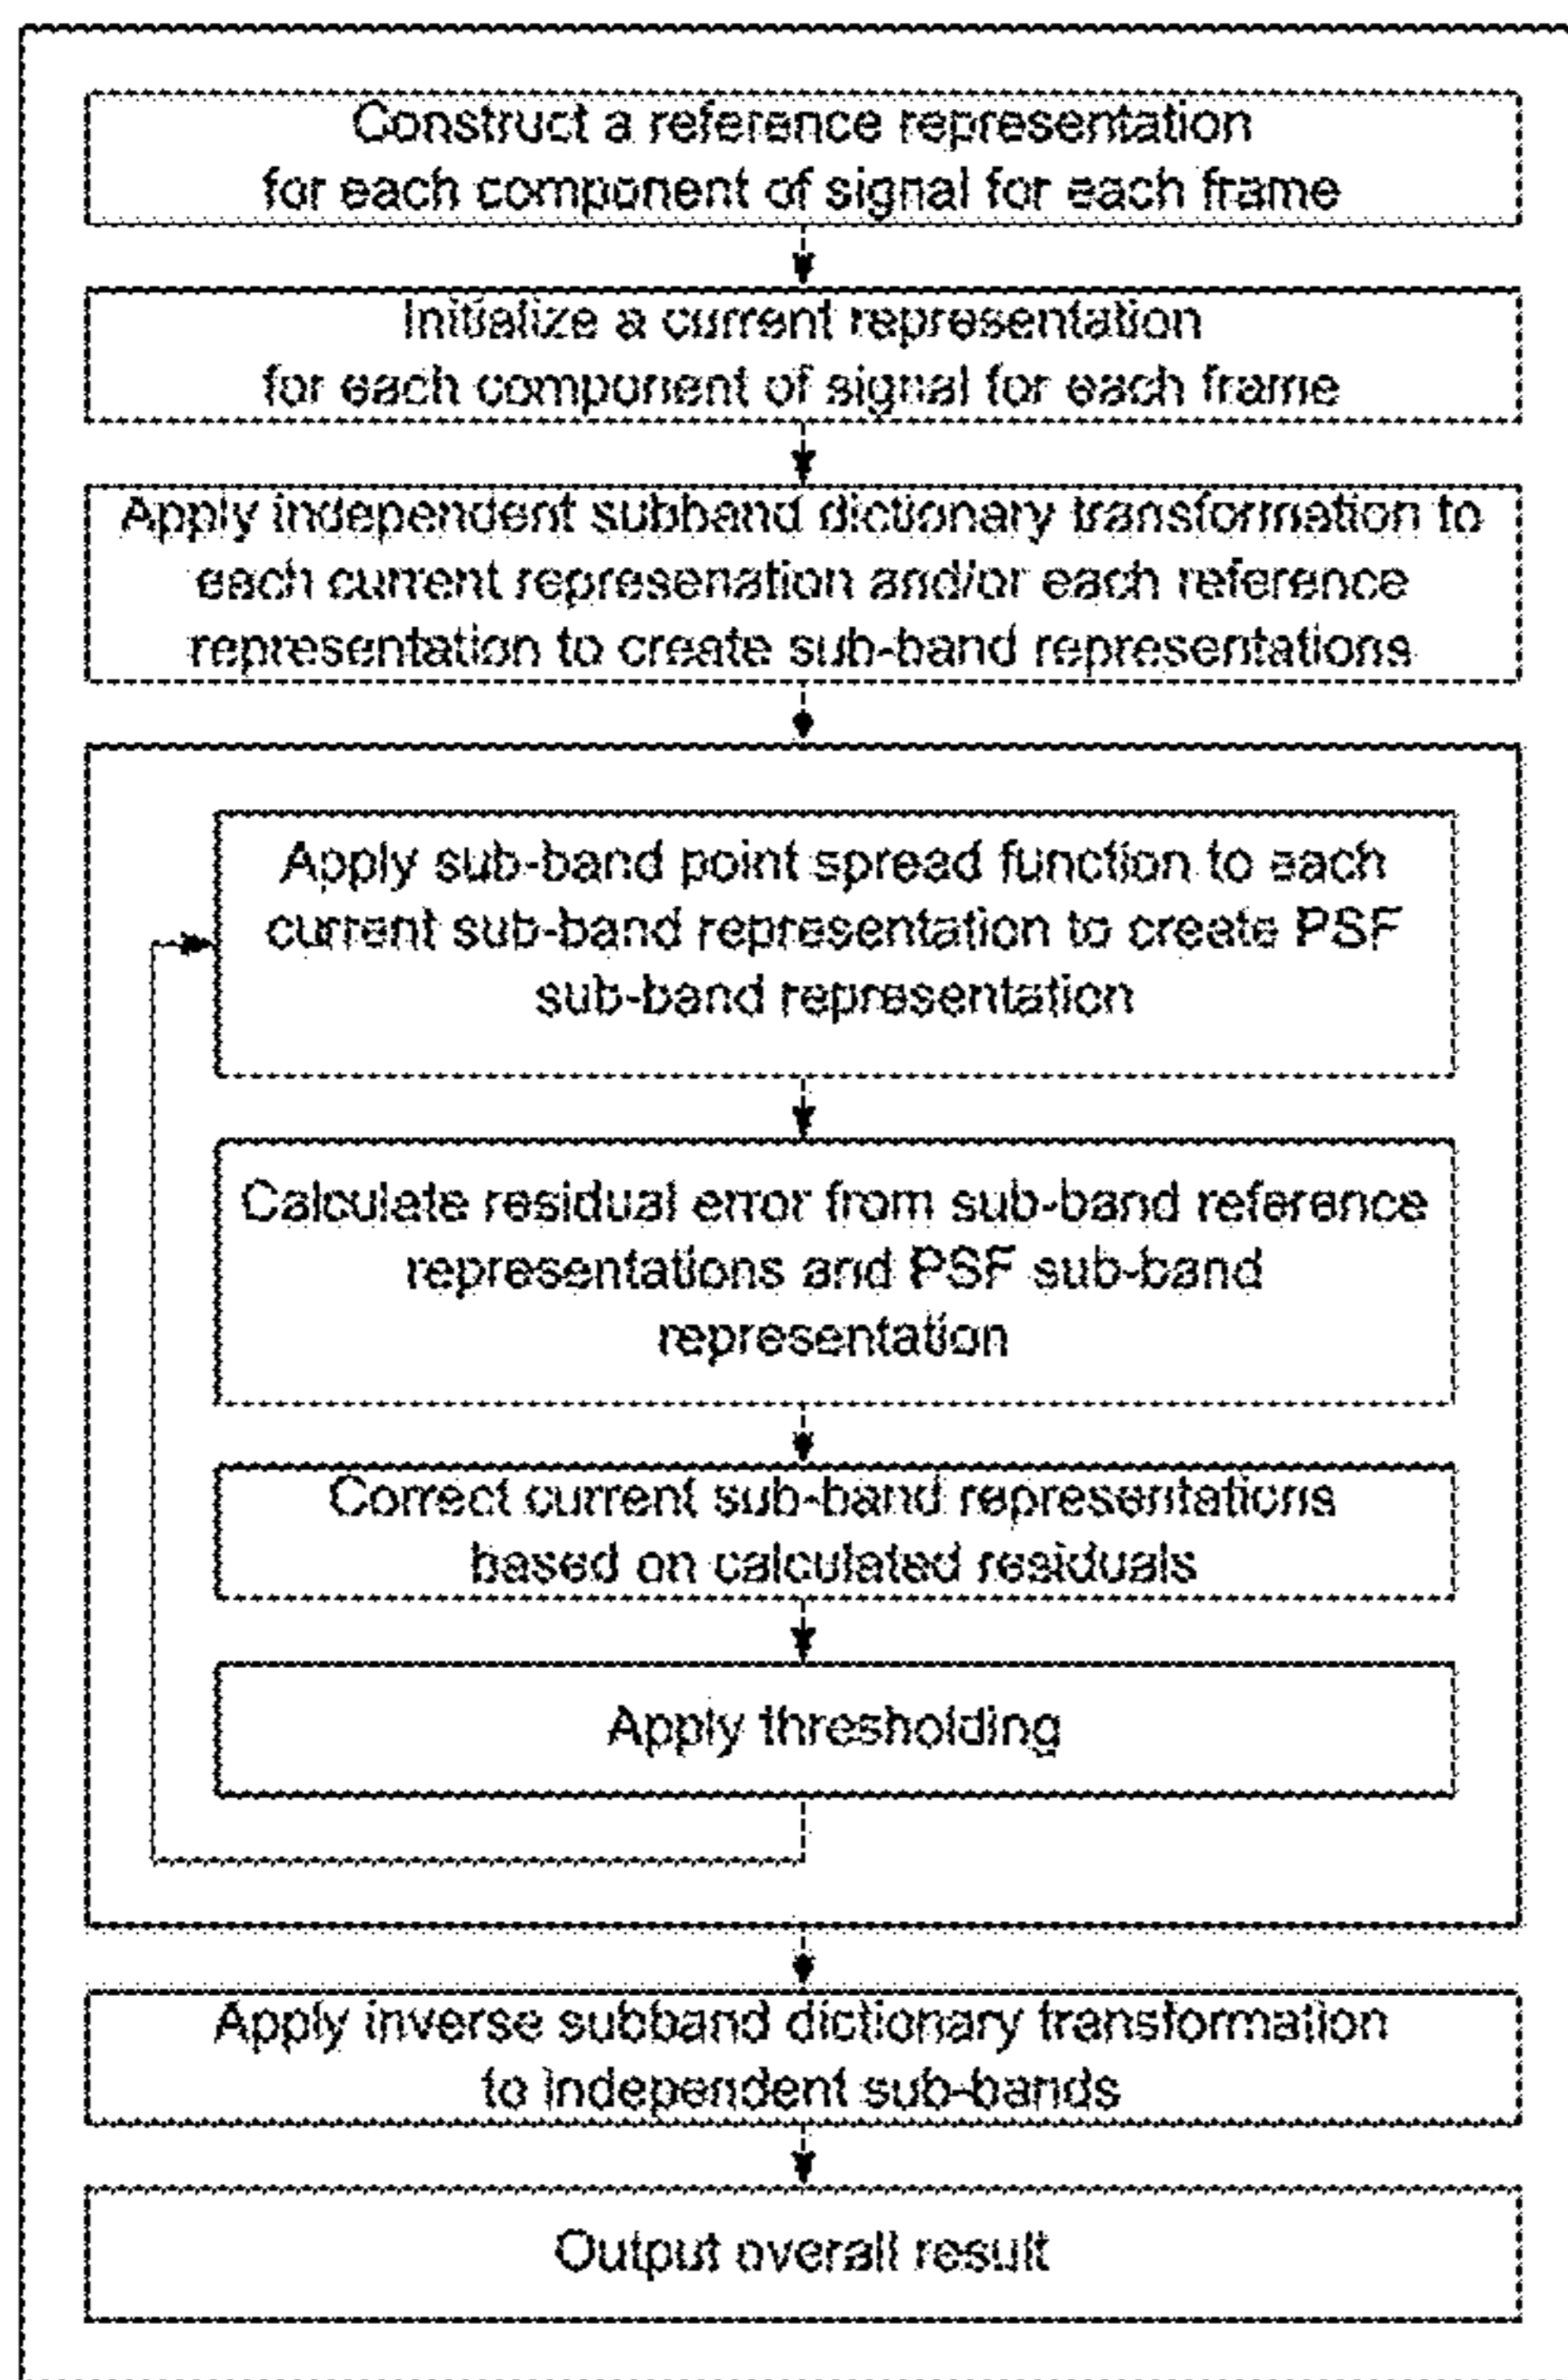 Construct a reference representation
for each component of signal for each frame
Initialize a current representation
for each component of signal for each frame
Apply independent subband dictionary transformation to
each current represenation and/or each reference
representation to create sub-band representations
Apply sub-band point spread function to each
current sub-band representation to create PSF
sub-band representation
Calculate residual error from sub-band reference
representations and PSF sub-band
representation
Correct current sub-band representations
based on calculated residuals
Apply thresholding
Apply inverse subband dictionary transformation
to independent sub-bands
Output overall result